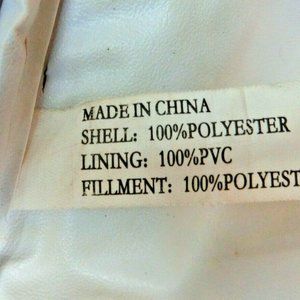 MADE IN CHINA
SHELL: 100%POLYESTER
LINING: 100%PVC
FILLMENT: 100%POLYEST